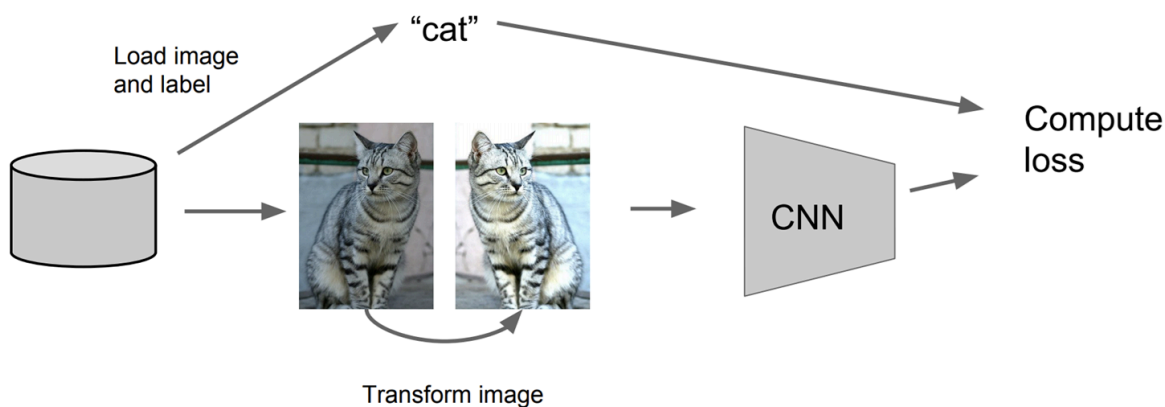 “cat”
Load image
and label
Compute
loss
CNN
Transform image